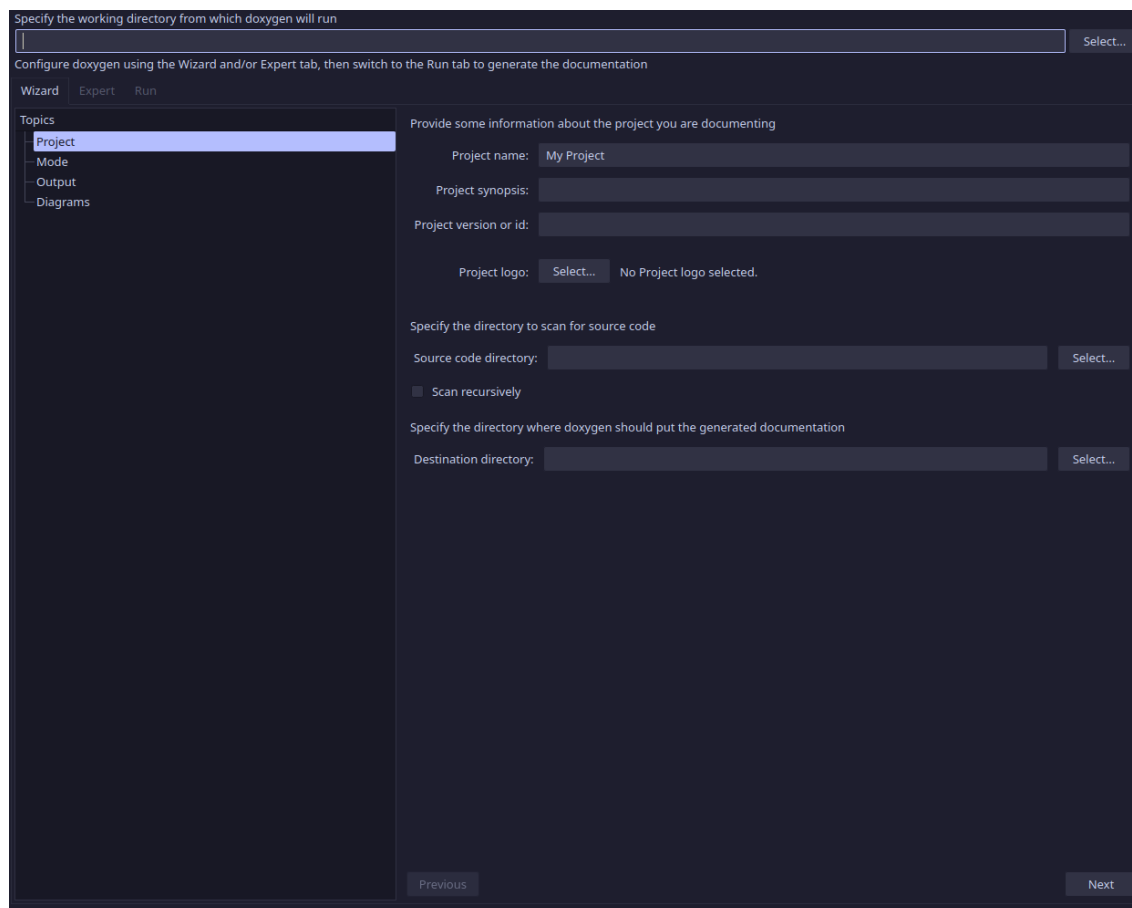 Specify the working directory from which doxygen will run
Select...
Configure doxygen using the Wizard and/or Expert tab, then switch to the Run tab to generate the documentation
Wizard Expert Run
Topics
Project
Mode
Output
Diagrams
Provide some information about the project you are documenting
Project name: My Project
Project synopsis:
Project version or id:
Project logo: Select... No Project logo selected.
Specify the directory to scan for source code
Source code directory: Select...
Scan recursively
Specify the directory where doxygen should put the generated documentation
Destination directory: Select...
Previous Next